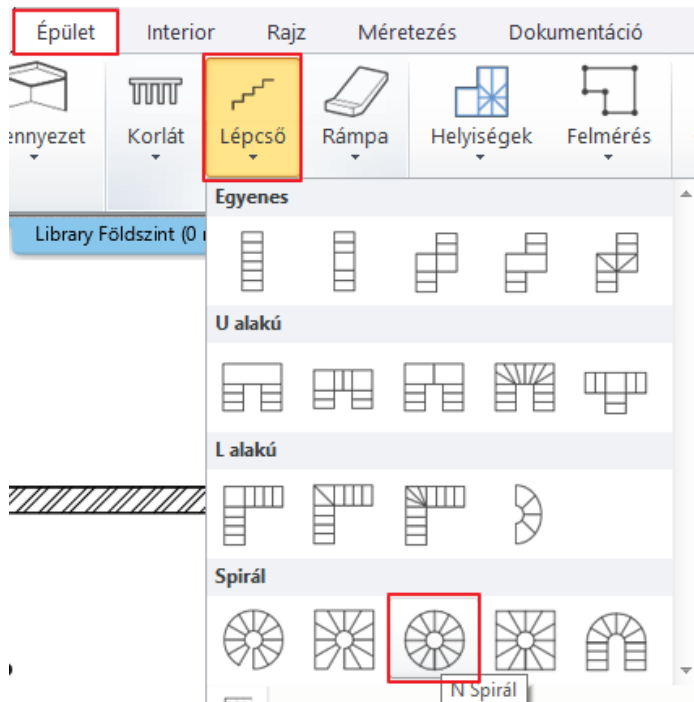 Épület Interior Rajz Méretezés Dokumentáció
ennyezet Korlát Lépcső Rámpa Helyiségek Felmérés
Egyenes
Library Földszint (0
U alakú
L alakú
Spirál
N Spirál